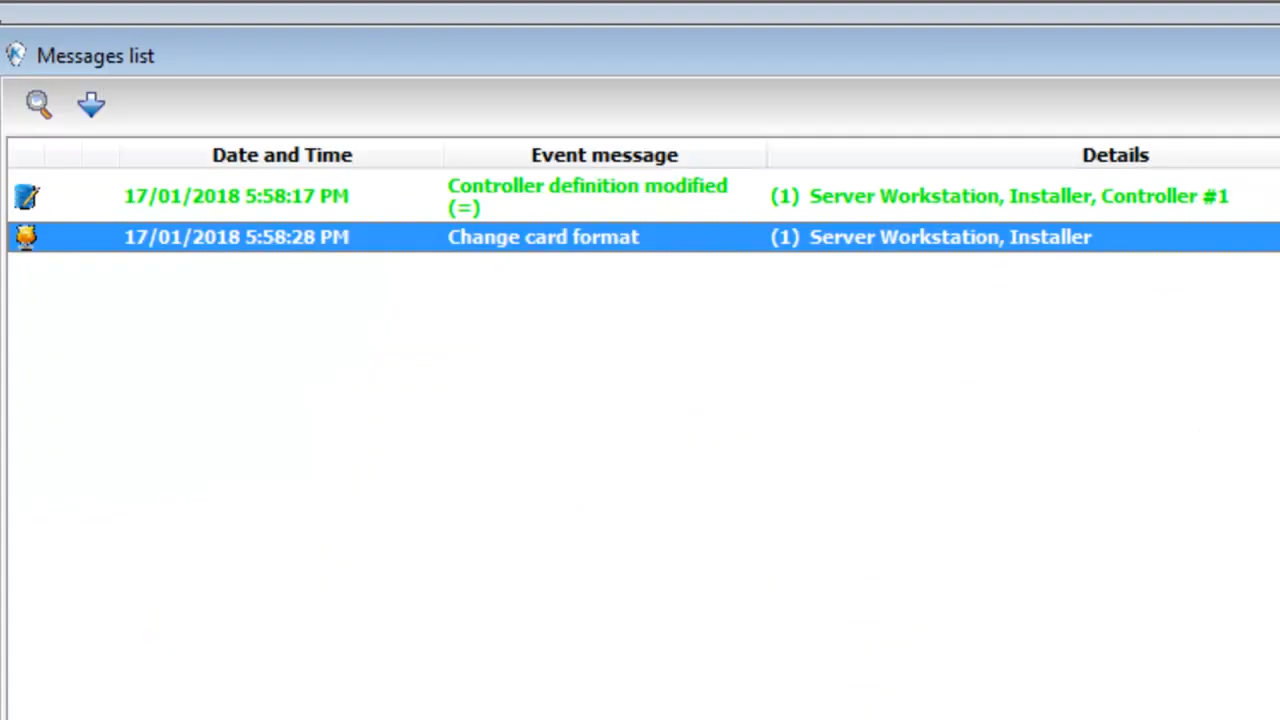 Messages list
Date and Time Event message Details
17/01/2018 5:58:17 PM Controller definition modified (1) Server Workstation, Installer, Controller #1
(=)
17/01/2018 5:58:28 PM Change card format (1) Server Workstation, Installer